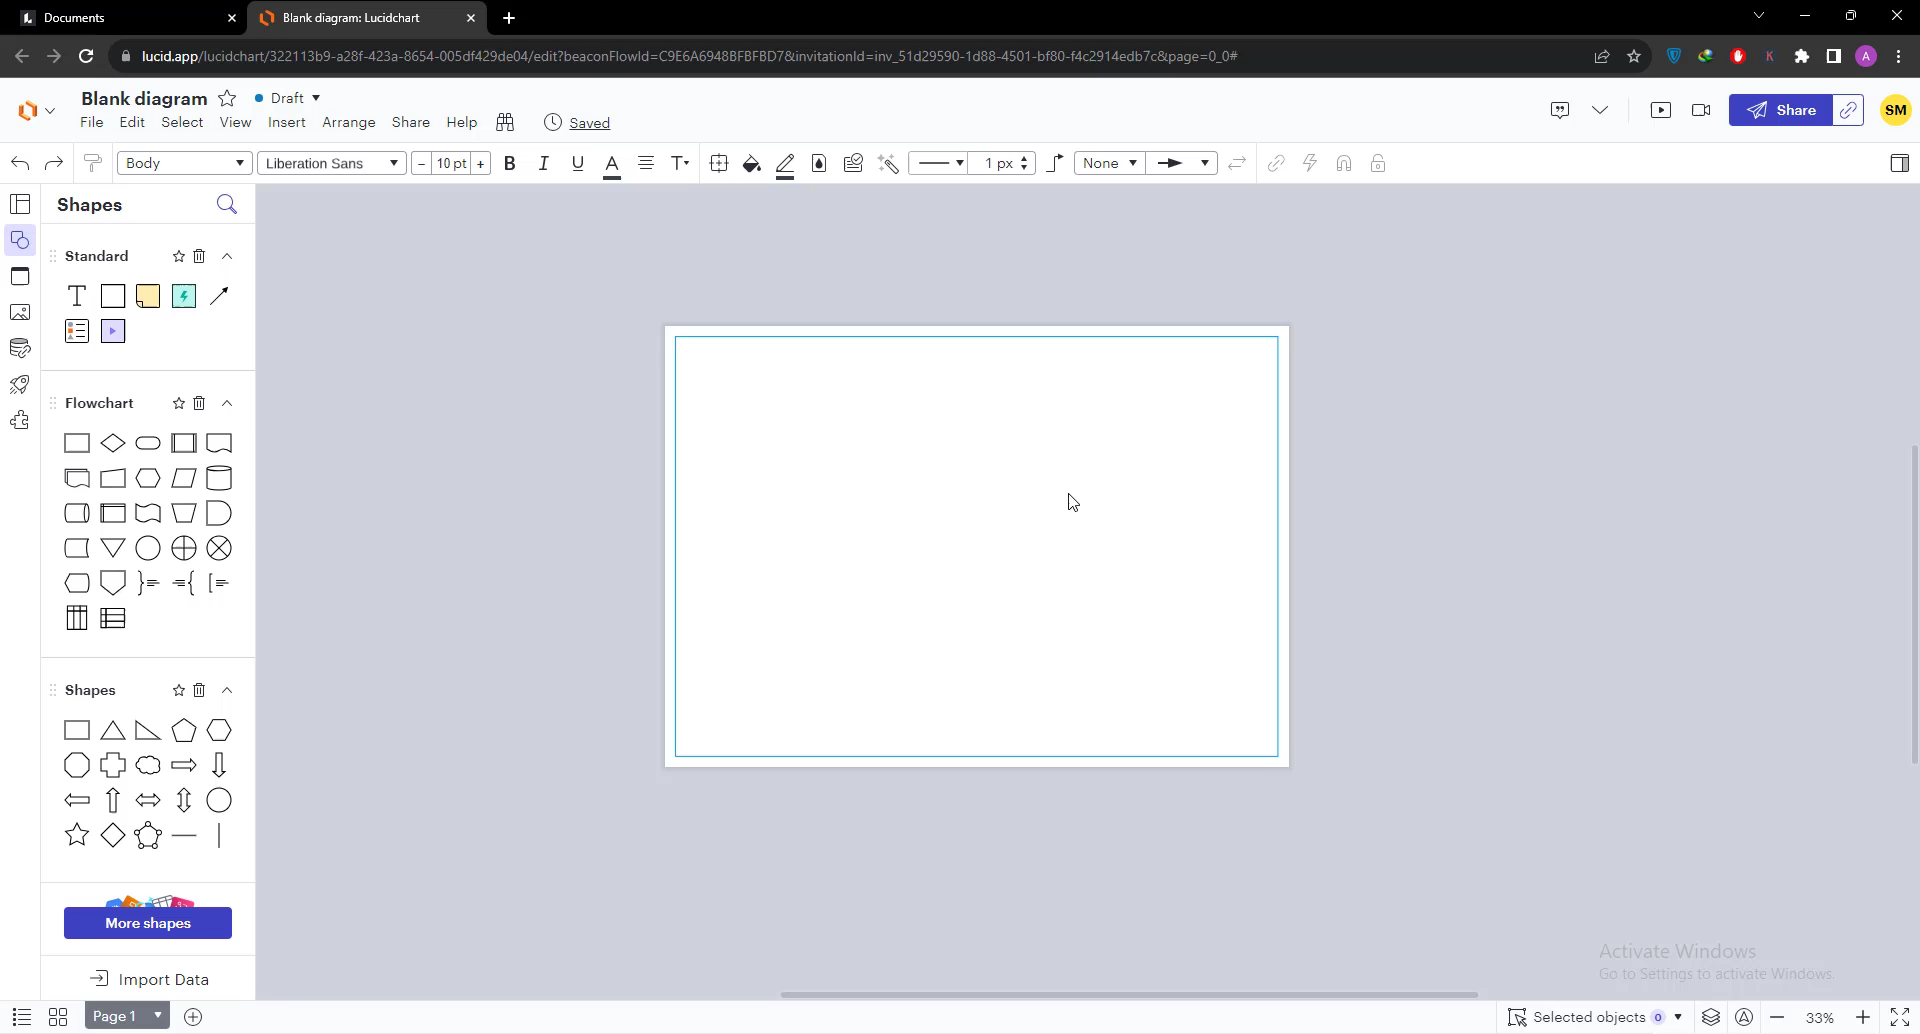 Documents
Blank diagram: Lucidchart
lucid.app/lucidchart/322113b9-a28f-423a-8654-005df429de04/edit?beaconFlowId=C9E6A6948BFBFBD7&invitationId=inv_51d29590-1d88-4501-bf80-f4c2914edb7c&page=0_0#
A
Blank diagram
Draft
File Edit Select View Insert Arrange Share Help
Saved
Share
SM
Body
Liberation Sans
- 10 pt +
B I U A T
1 px
None
Shapes
Standard
T
Flowchart
Shapes
More shapes
Import Data
Activate Windows
Go to Settings to activate Windows.
Page 1
Selected objects 0
33%